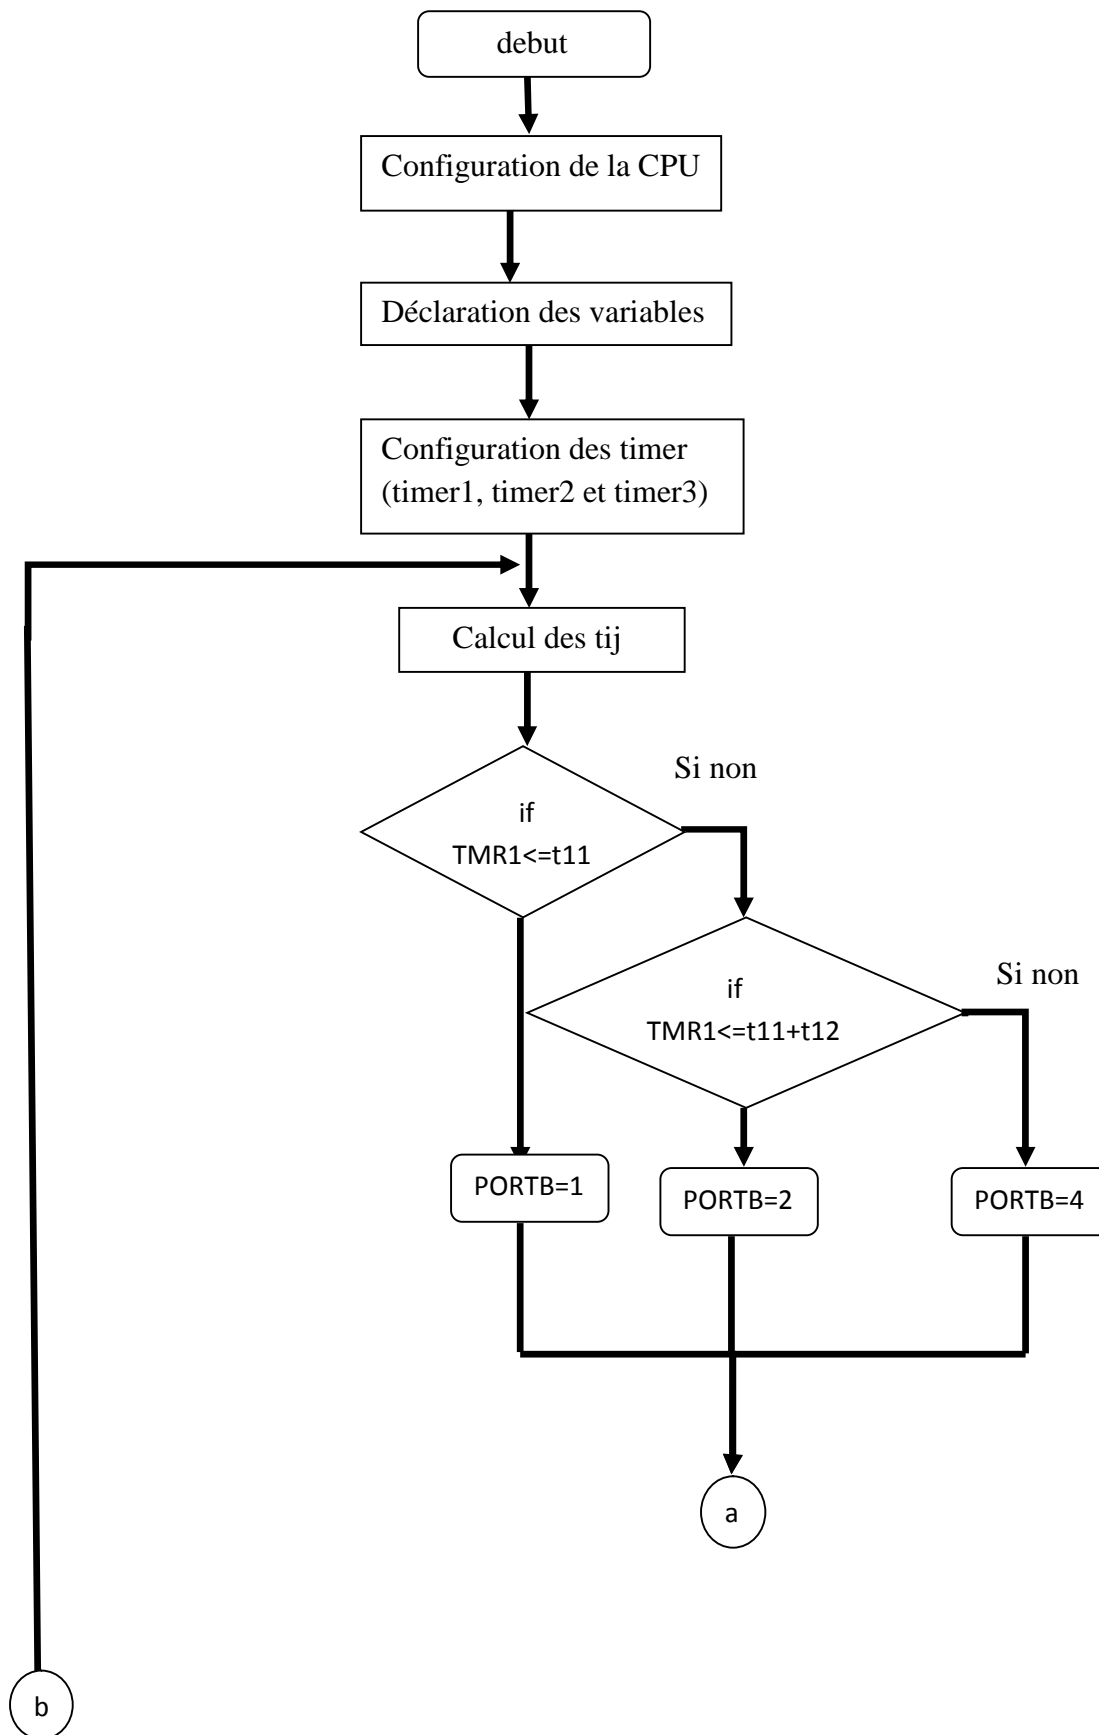 debut
Configuration de la CPU
Déclaration des variables
Configuration des timer
(timer1, timer2 et timer3)
Calcul des tij
Si non
if
TMR1<=t11
Si non
if
TMR1<=t11+t12
PORTB=1
PORTB=2
PORTB=4
a
b